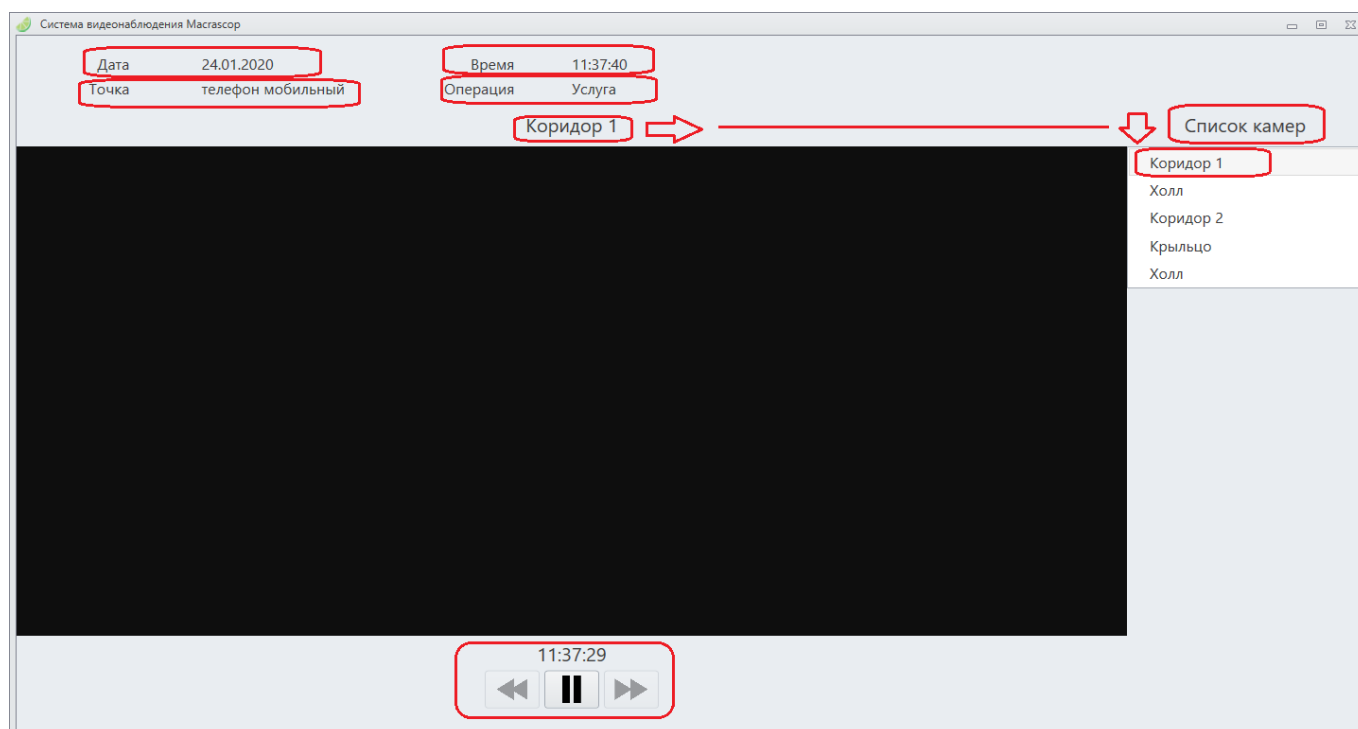 Система видеонаблюдения Macrascop
Дата 24.01.2020 Время 11:37:40
Точка телефон мобильный Операция Услуга
Коридор 1 Список камер
Коридор 1
Холл
Коридор 2
Крыльцо
Холл
11:37:29